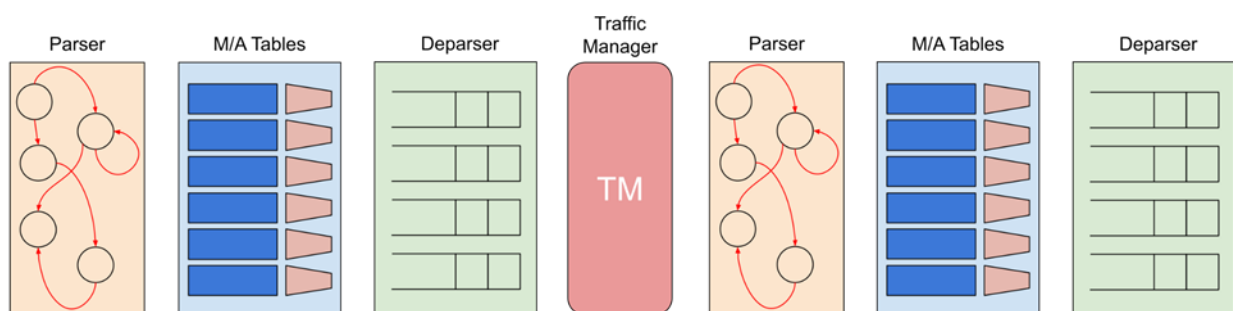 Parser
M/A Tables
Deparser
Traffic
Manager
Parser
M/A Tables
Deparser
TM